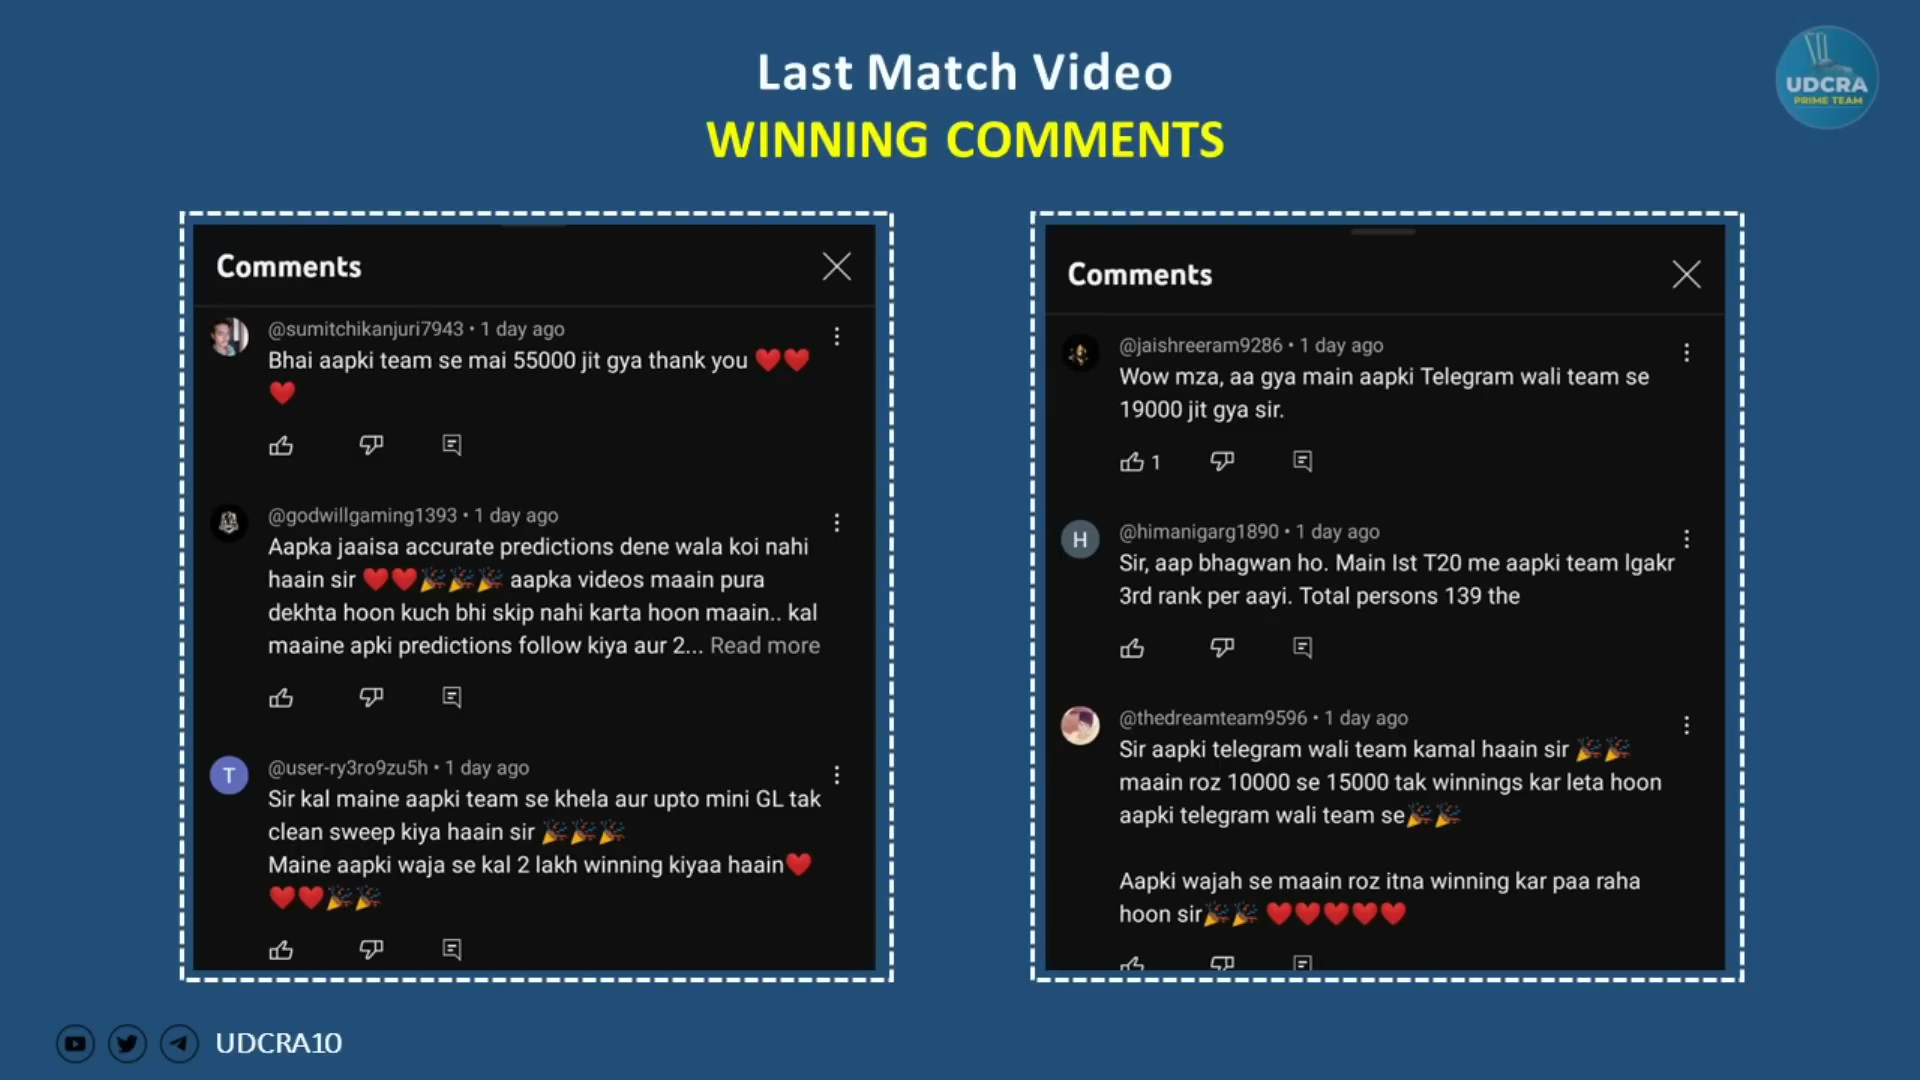 Last Match Video
WINNING COMMENTS
UDCRA
PRIME TEAM
Comments
@sumitchikanjuri7943 • 1 day ago
Bhai aapki team se mai 55000 jit gya thank you ❤️❤️
❤️
@godwillgaming1393 • 1 day ago
Aapka jaaisa accurate predictions dene wala koi nahi
haain sir ❤️❤️🎉🎉🎉 aapka videos maain pura
dekhta hoon kuch bhi skip nahi karta hoon maain.. kal
maaine apki predictions follow kiya aur 2... Read more
T
@user-ry3ro9zu5h • 1 day ago
Sir kal maine aapki team se khela aur upto mini GL tak
clean sweep kiya haain sir 🎉🎉🎉
Maine aapki waja se kal 2 lakh winning kiyaa haain❤️
❤️❤️🎉🎉
Comments
@jaishreeram9286 • 1 day ago
Wow mza, aa gya main aapki Telegram wali team se
19000 jit gya sir.
1
H
@himanigarg1890 • 1 day ago
Sir, aap bhagwan ho. Main Ist T20 me aapki team lgakr
3rd rank per aayi. Total persons 139 the
@thedreamteam9596 • 1 day ago
Sir aapki telegram wali team kamal haain sir 🎉🎉
maain roz 10000 se 15000 tak winnings kar leta hoon
aapki telegram wali team se🎉🎉
Aapki wajah se maain roz itna winning kar paa raha
hoon sir🎉🎉 ❤️❤️❤️❤️❤️
UDCRA10